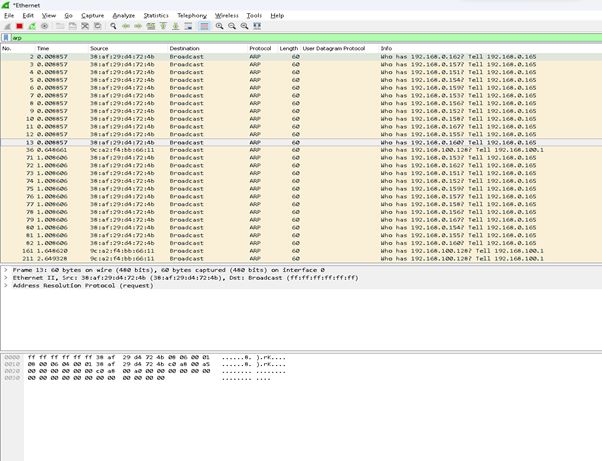 *Ethernet
File Edit View Go Capture Analyze Statistics Telephony Wireless Tools Help
arp
No. Time Source Destination Protocol Length User Datagram Protocol Info
2 0.008857 38:af:29:d4:72:4b Broadcast ARP 60 Who has 192.168.0.162? Tell 192.168.0.165
3 0.008857 38:af:29:d4:72:4b Broadcast ARP 60 Who has 192.168.0.157? Tell 192.168.0.165
4 0.008857 38:af:29:d4:72:4b Broadcast ARP 60 Who has 192.168.0.151? Tell 192.168.0.165
5 0.008857 38:af:29:d4:72:4b Broadcast ARP 60 Who has 192.168.0.154? Tell 192.168.0.165
6 0.008857 38:af:29:d4:72:4b Broadcast ARP 60 Who has 192.168.0.159? Tell 192.168.0.165
7 0.008857 38:af:29:d4:72:4b Broadcast ARP 60 Who has 192.168.0.153? Tell 192.168.0.165
8 0.008857 38:af:29:d4:72:4b Broadcast ARP 60 Who has 192.168.0.156? Tell 192.168.0.165
9 0.008857 38:af:29:d4:72:4b Broadcast ARP 60 Who has 192.168.0.152? Tell 192.168.0.165
10 0.008857 38:af:29:d4:72:4b Broadcast ARP 60 Who has 192.168.0.158? Tell 192.168.0.165
11 0.008857 38:af:29:d4:72:4b Broadcast ARP 60 Who has 192.168.0.167? Tell 192.168.0.165
12 0.008857 38:af:29:d4:72:4b Broadcast ARP 60 Who has 192.168.0.155? Tell 192.168.0.165
13 0.008857 38:af:29:d4:72:4b Broadcast ARP 60 Who has 192.168.0.160? Tell 192.168.0.165
36 0.648661 9c:a2:f4:bb:66:11 Broadcast ARP 60 Who has 192.168.100.128? Tell 192.168.100.1
71 1.008606 38:af:29:d4:72:4b Broadcast ARP 60 Who has 192.168.0.153? Tell 192.168.0.165
72 1.008606 38:af:29:d4:72:4b Broadcast ARP 60 Who has 192.168.0.162? Tell 192.168.0.165
73 1.008606 38:af:29:d4:72:4b Broadcast ARP 60 Who has 192.168.0.151? Tell 192.168.0.165
74 1.008606 38:af:29:d4:72:4b Broadcast ARP 60 Who has 192.168.0.152? Tell 192.168.0.165
75 1.008606 38:af:29:d4:72:4b Broadcast ARP 60 Who has 192.168.0.159? Tell 192.168.0.165
76 1.008606 38:af:29:d4:72:4b Broadcast ARP 60 Who has 192.168.0.157? Tell 192.168.0.165
77 1.008606 38:af:29:d4:72:4b Broadcast ARP 60 Who has 192.168.0.158? Tell 192.168.0.165
78 1.008606 38:af:29:d4:72:4b Broadcast ARP 60 Who has 192.168.0.156? Tell 192.168.0.165
79 1.008606 38:af:29:d4:72:4b Broadcast ARP 60 Who has 192.168.0.167? Tell 192.168.0.165
80 1.008606 38:af:29:d4:72:4b Broadcast ARP 60 Who has 192.168.0.154? Tell 192.168.0.165
81 1.008606 38:af:29:d4:72:4b Broadcast ARP 60 Who has 192.168.0.155? Tell 192.168.0.165
82 1.008606 38:af:29:d4:72:4b Broadcast ARP 60 Who has 192.168.0.160? Tell 192.168.0.165
161 1.648620 9c:a2:f4:bb:66:11 Broadcast ARP 60 Who has 192.168.100.128? Tell 192.168.100.1
211 2.649328 9c:a2:f4:bb:66:11 Broadcast ARP 60 Who has 192.168.100.128? Tell 192.168.100.1
> Frame 13: 60 bytes on wire (480 bits), 60 bytes captured (480 bits) on interface 0
> Ethernet II, Src: 38:af:29:d4:72:4b (38:af:29:d4:72:4b), Dst: Broadcast (ff:ff:ff:ff:ff:ff)
> Address Resolution Protocol (request)
0000 ff ff ff ff ff ff 38 af 29 d4 72 4b 08 06 00 01 ......8. ).rK....
0010 08 00 06 04 00 01 38 af 29 d4 72 4b c0 a8 00 a5 ......8. ).rK....
0020 00 00 00 00 00 00 c0 a8 00 a0 00 00 00 00 00 00 ........ ........
0030 00 00 00 00 00 00 00 00 00 00 00 00 ........ ....